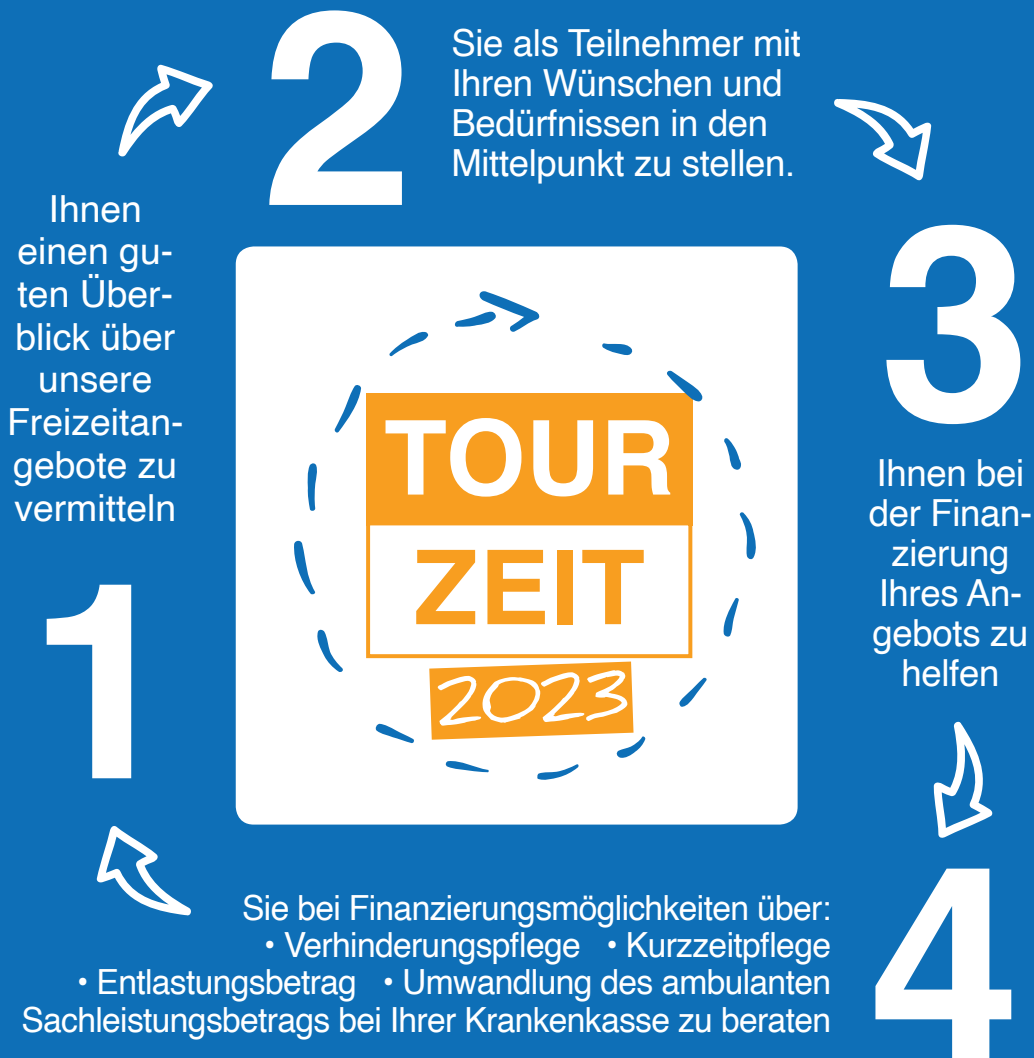 1
Ihnen
einen gu-
ten Über-
blick über
unsere
Freizeitan-
gebote zu
vermitteln
2
Sie als Teilnehmer mit
Ihren Wünschen und
Bedürfnissen in den
Mittelpunkt zu stellen.
3
Ihnen bei
der Finan-
zierung
Ihres An-
gebots zu
helfen
4
Sie bei Finanzierungsmöglichkeiten über:
• Verhinderungspflege • Kurzzeitpflege
• Entlastungsbetrag • Umwandlung des ambulanten
Sachleistungsbetrags bei Ihrer Krankenkasse zu beraten
TOUR
ZEIT
2023